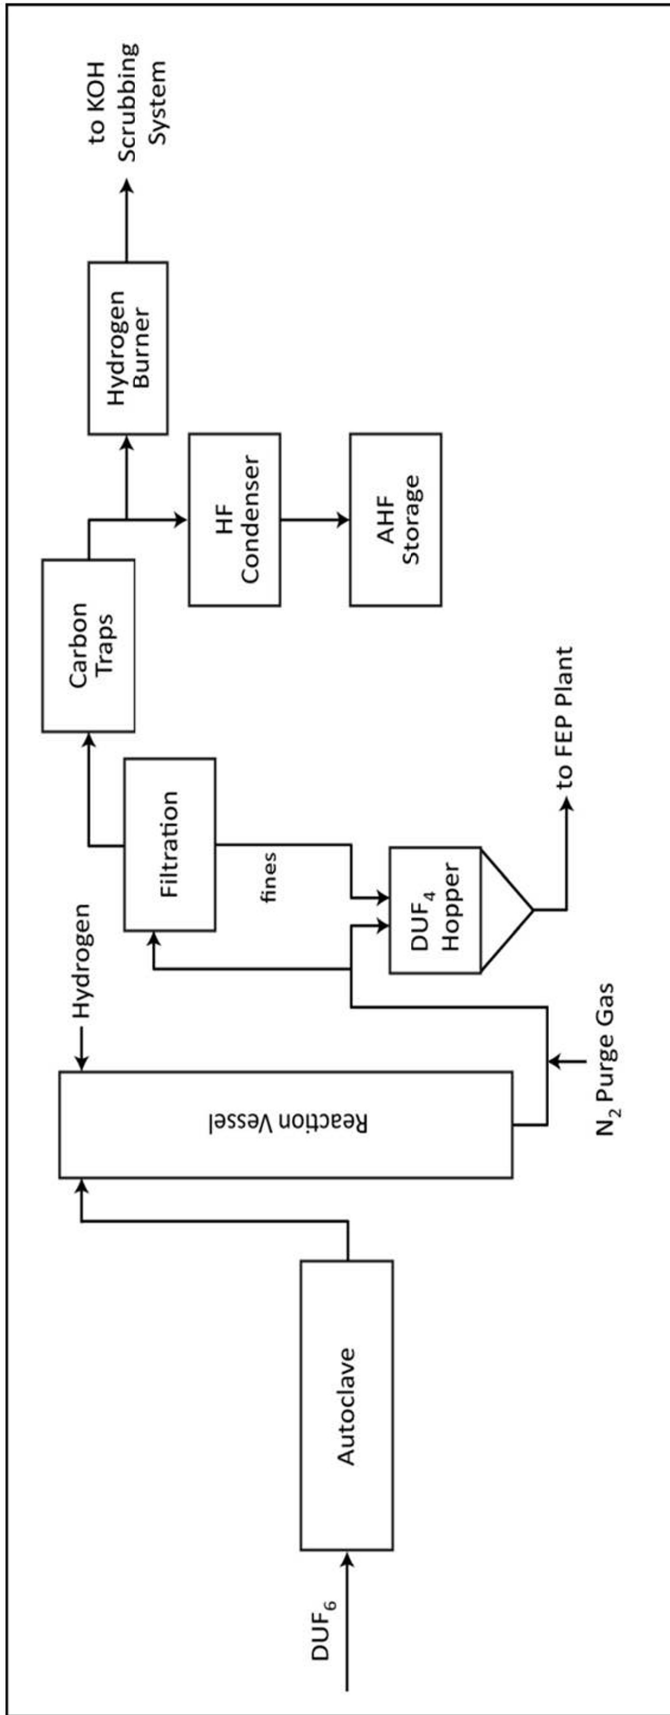 DUF₆
Autoclave
Reaction Vessel
Hydrogen
N₂ Purge Gas
Filtration
fines
DUF₄
Hopper
to FEP Plant
Carbon
Traps
HF
Condenser
AHF
Storage
Hydrogen
Burner
to KOH
Scrubbing
System